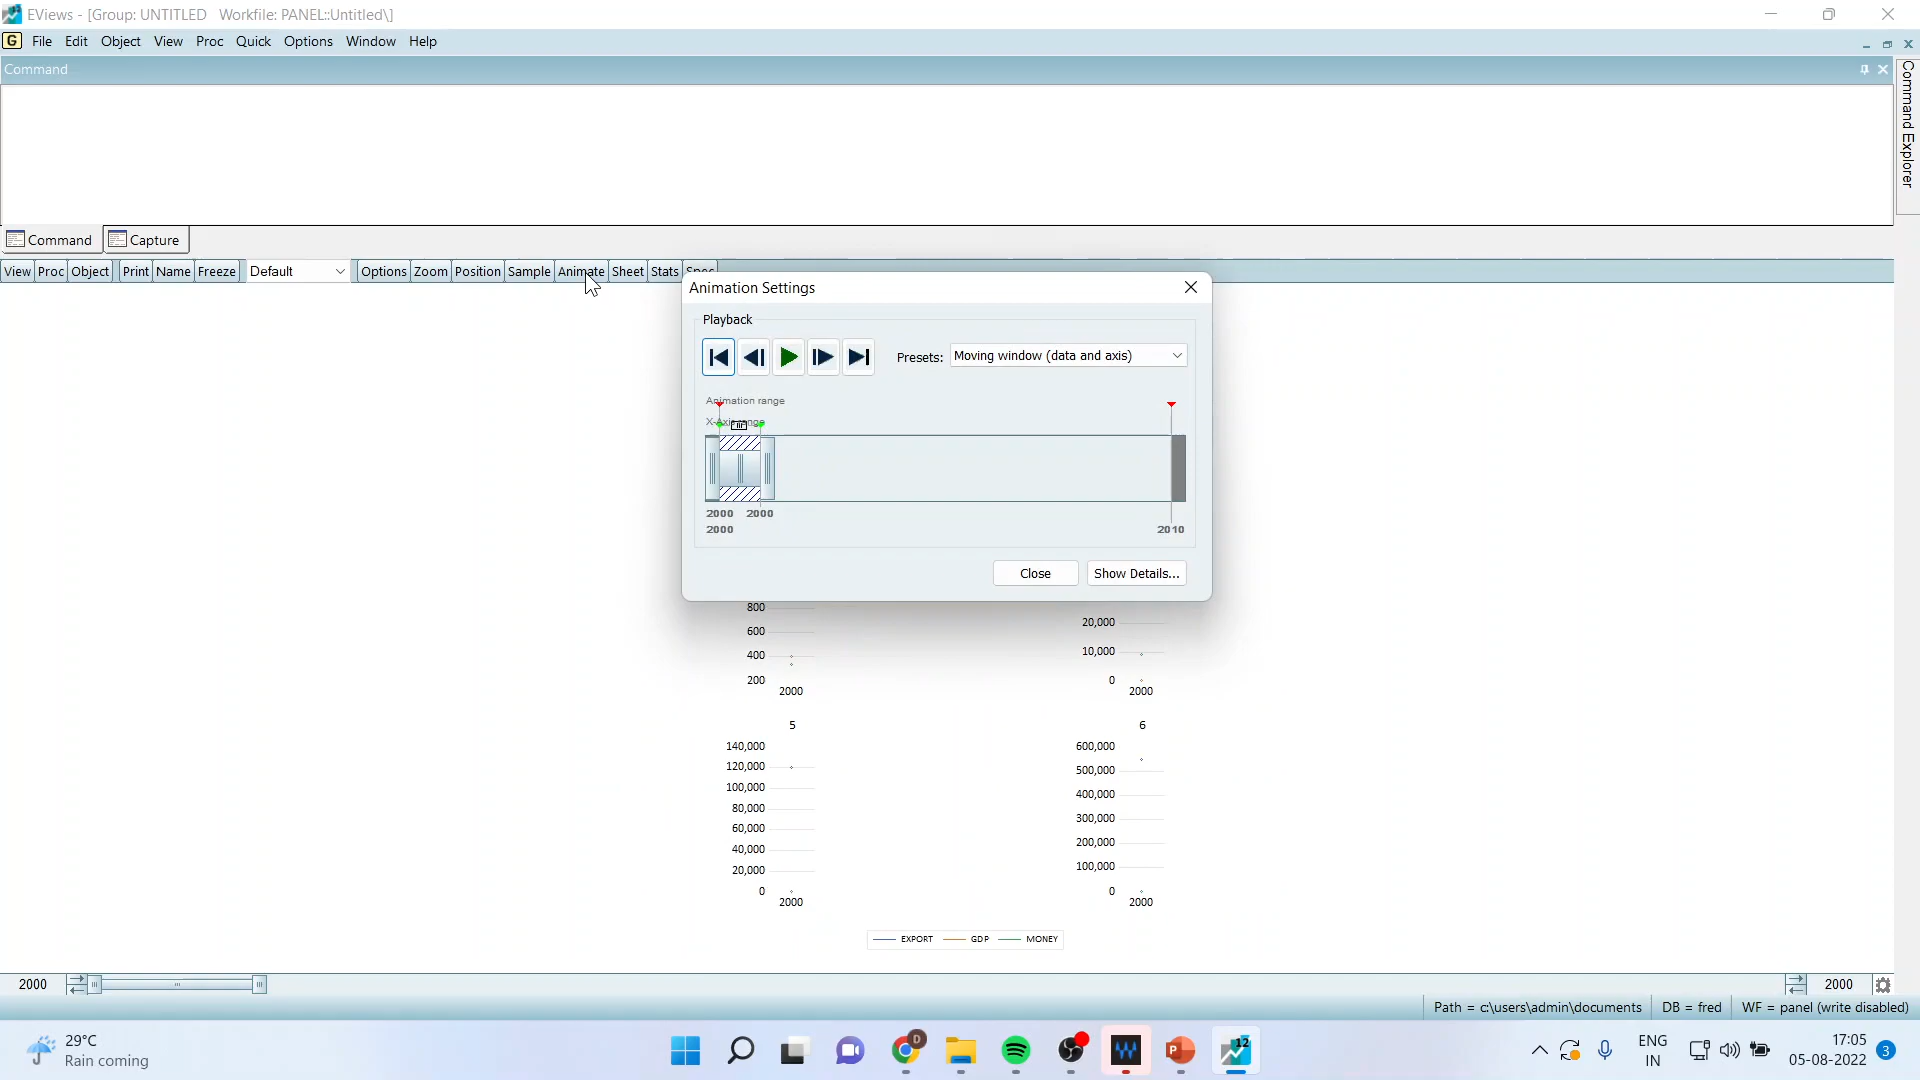 EViews - [Group: UNTITLED Workfile: PANEL::Untitled\]
File Edit Object View Proc Quick Options Window Help
Command
Command Explorer
Command Capture
View Proc Object Print Name Freeze Default Options Zoom Position Sample Animate Sheet Stats Spec
Animation Settings
Playback
Presets: Moving window (data and axis)
Animation range
X-Axis range
2000 2000
2000 2010
Close Show Details...
800
600
400
200
2000
20,000
10,000
0
2000
5
140,000
120,000
100,000
80,000
60,000
40,000
20,000
0
2000
6
600,000
500,000
400,000
300,000
200,000
100,000
0
2000
EXPORT GDP MONEY
2000 2000
Path = c:\users\admin\documents DB = fred WF = panel (write disabled)
29°C
Rain coming
D
12
ENG
IN
17:05
05-08-2022
3